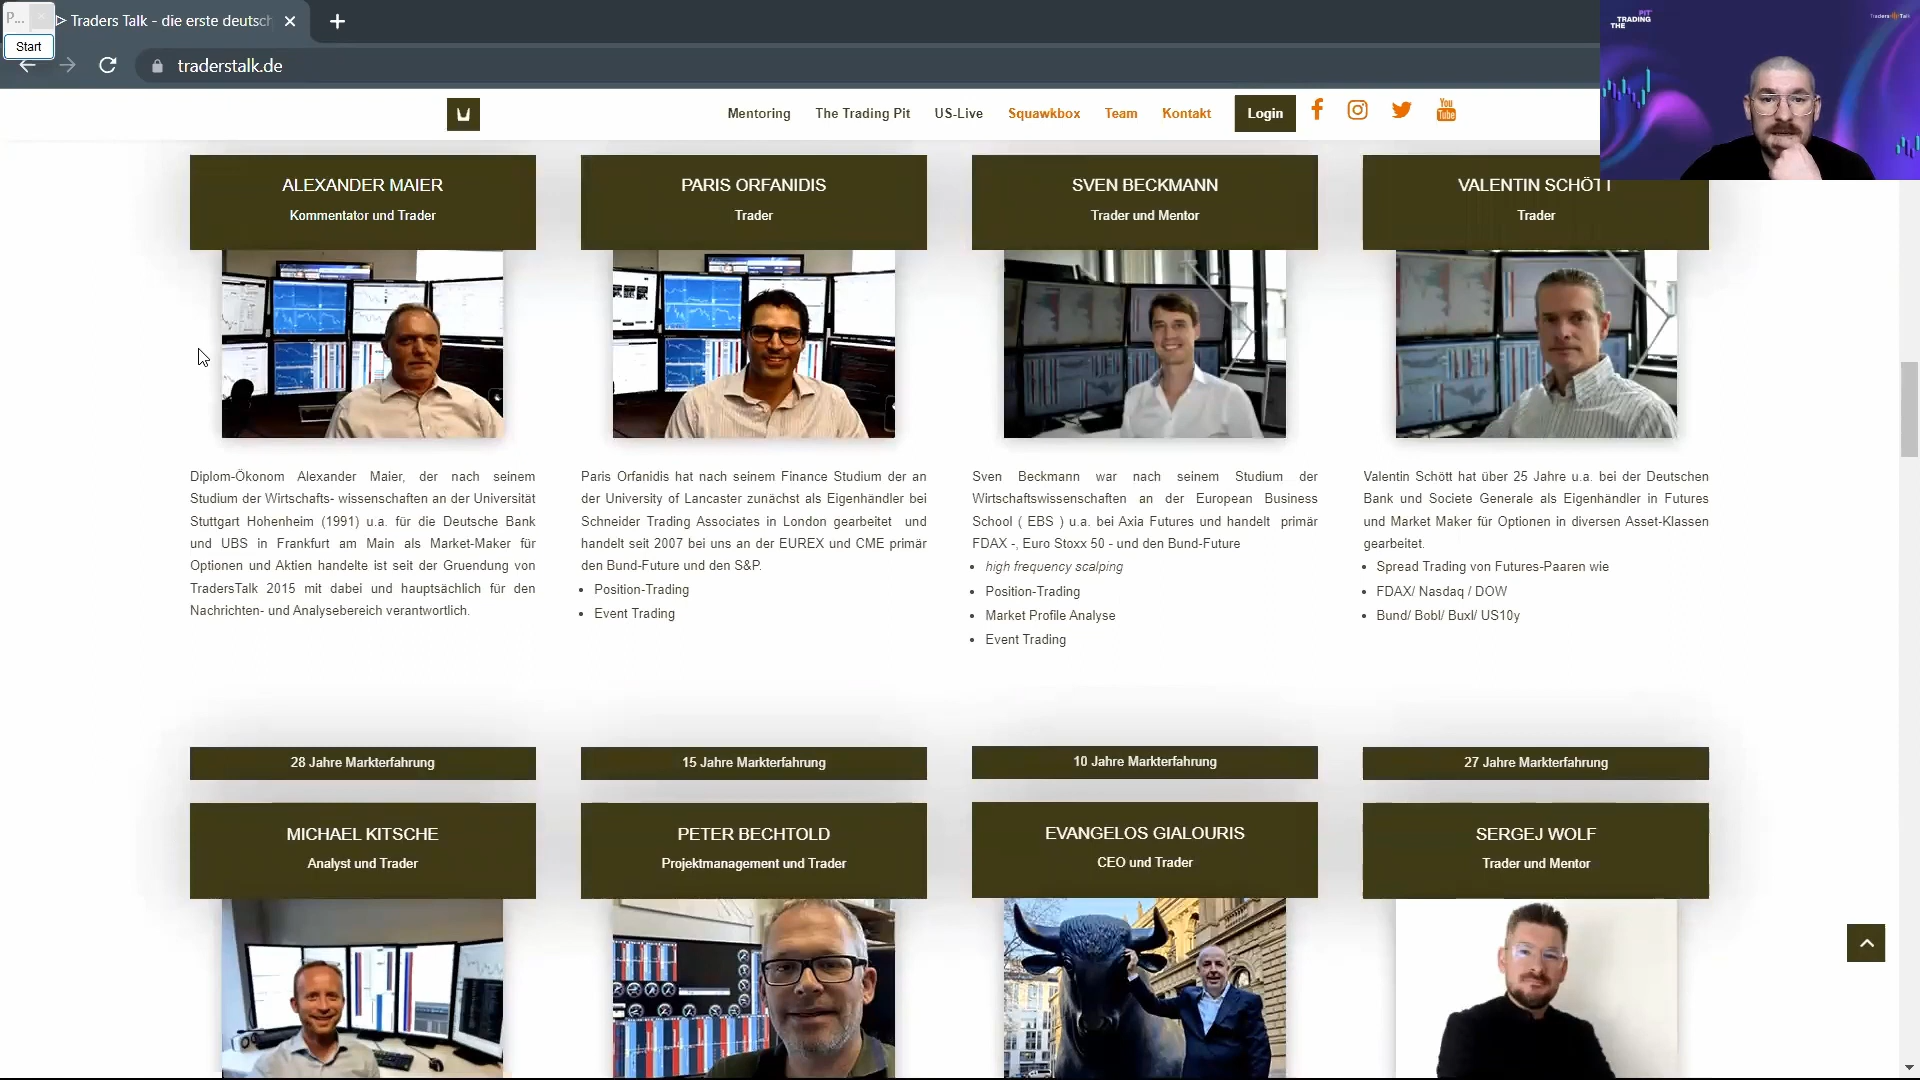 P...
Traders Talk - die erste deutsch
Start
traderstalk.de
THE TRADING PIT
TradersTalk
Mentoring The Trading Pit US-Live Squawkbox Team Kontakt Login You Tube
ALEXANDER MAIER
Kommentator und Trader
Diplom-Ökonom Alexander Maier, der nach seinem
Studium der Wirtschafts- wissenschaften an der Universität
Stuttgart Hohenheim (1991) u.a. für die Deutsche Bank
und UBS in Frankfurt am Main als Market-Maker für
Optionen und Aktien handelte ist seit der Gruendung von
TradersTalk 2015 mit dabei und hauptsächlich für den
Nachrichten- und Analysebereich verantwortlich.
PARIS ORFANIDIS
Trader
Paris Orfanidis hat nach seinem Finance Studium der an
der University of Lancaster zunächst als Eigenhändler bei
Schneider Trading Associates in London gearbeitet und
handelt seit 2007 bei uns an der EUREX und CME primär
den Bund-Future und den S&P.
• Position-Trading
• Event Trading
SVEN BECKMANN
Trader und Mentor
Sven Beckmann war nach seinem Studium der
Wirtschaftswissenschaften an der European Business
School ( EBS ) u.a. bei Axia Futures und handelt primär
FDAX -, Euro Stoxx 50 - und den Bund-Future
• high frequency scalping
• Position-Trading
• Market Profile Analyse
• Event Trading
VALENTIN SCHÖTT
Trader
Valentin Schött hat über 25 Jahre u.a. bei der Deutschen
Bank und Societe Generale als Eigenhändler in Futures
und Market Maker für Optionen in diversen Asset-Klassen
gearbeitet.
• Spread Trading von Futures-Paaren wie
• FDAX/ Nasdaq / DOW
• Bund/ Bobl/ Buxl/ US10y
28 Jahre Markterfahrung
15 Jahre Markterfahrung
10 Jahre Markterfahrung
27 Jahre Markterfahrung
MICHAEL KITSCHE
Analyst und Trader
PETER BECHTOLD
Projektmanagement und Trader
EVANGELOS GIALOURIS
CEO und Trader
SERGEJ WOLF
Trader und Mentor